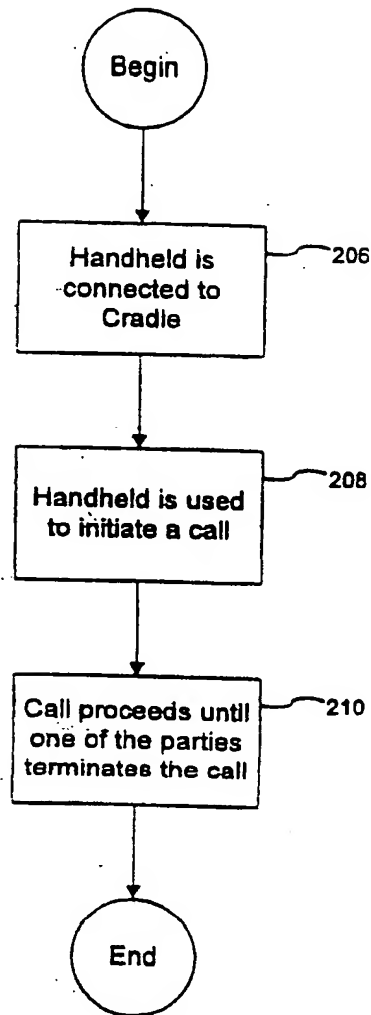 Begin
Handheld is
connected to
Cradle
206
Handheld is used
to initiate a call
208
Call proceeds until
one of the parties
terminates the call
210
End